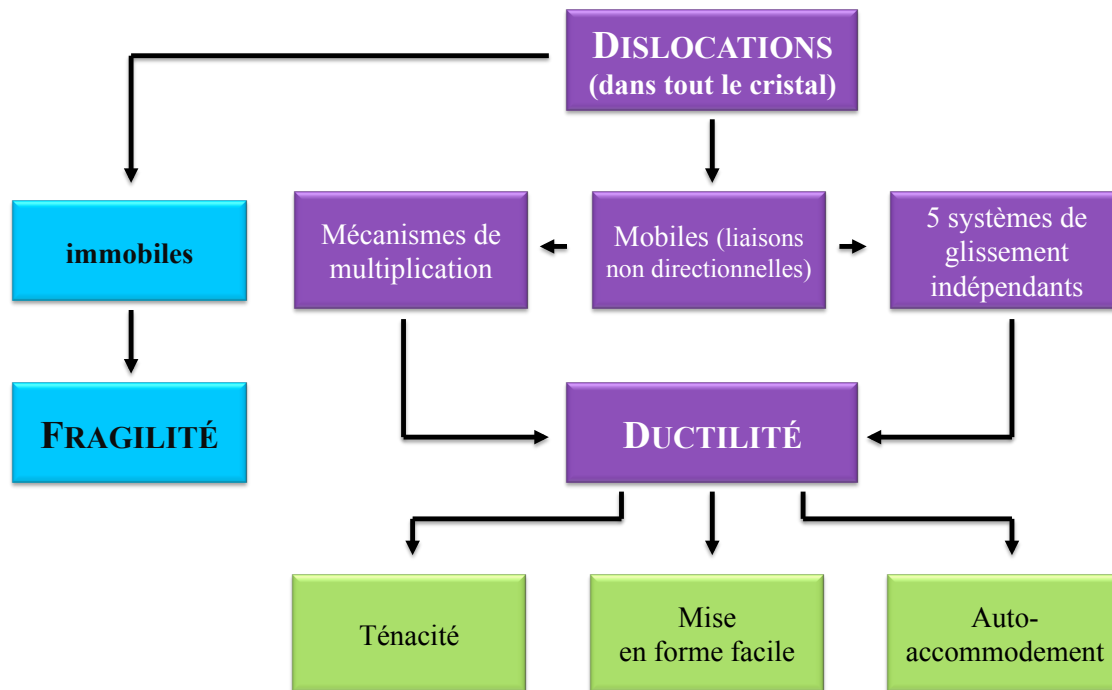 DISLOCATIONS
(dans tout le cristal)
immobiles
Mécanismes de
multiplication
Mobiles (liaisons
non directionnelles)
5 systèmes de
glissement
indépendants
FRAGILITÉ
DUCTILITÉ
Ténacité
Mise
en forme facile
Auto-
accommodement